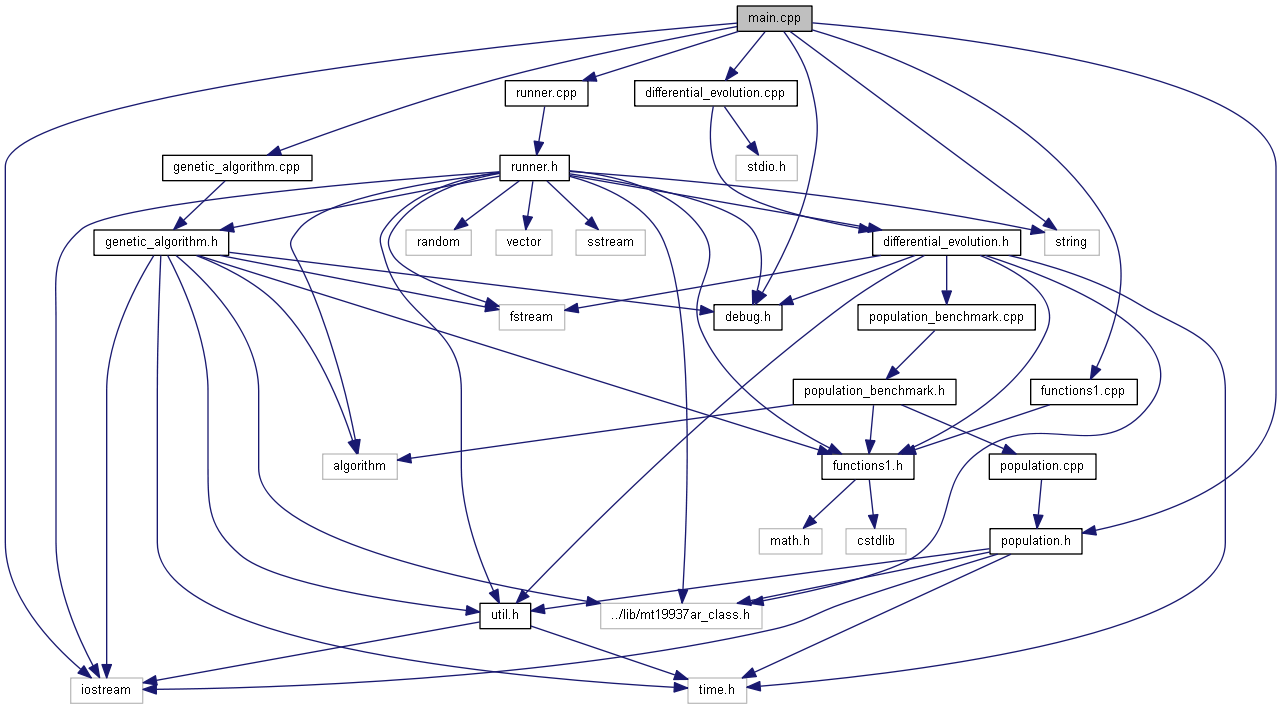 main.cpp
runner.cpp
differential_evolution.cpp
genetic_algorithm.cpp
runner.h
stdio.h
genetic_algorithm.h
random
vector
sstream
differential_evolution.h
string
fstream
debug.h
population_benchmark.cpp
population_benchmark.h
functions1.cpp
algorithm
functions1.h
population.cpp
math.h
cstdlib
population.h
util.h
../lib/mt19937ar_class.h
iostream
time.h